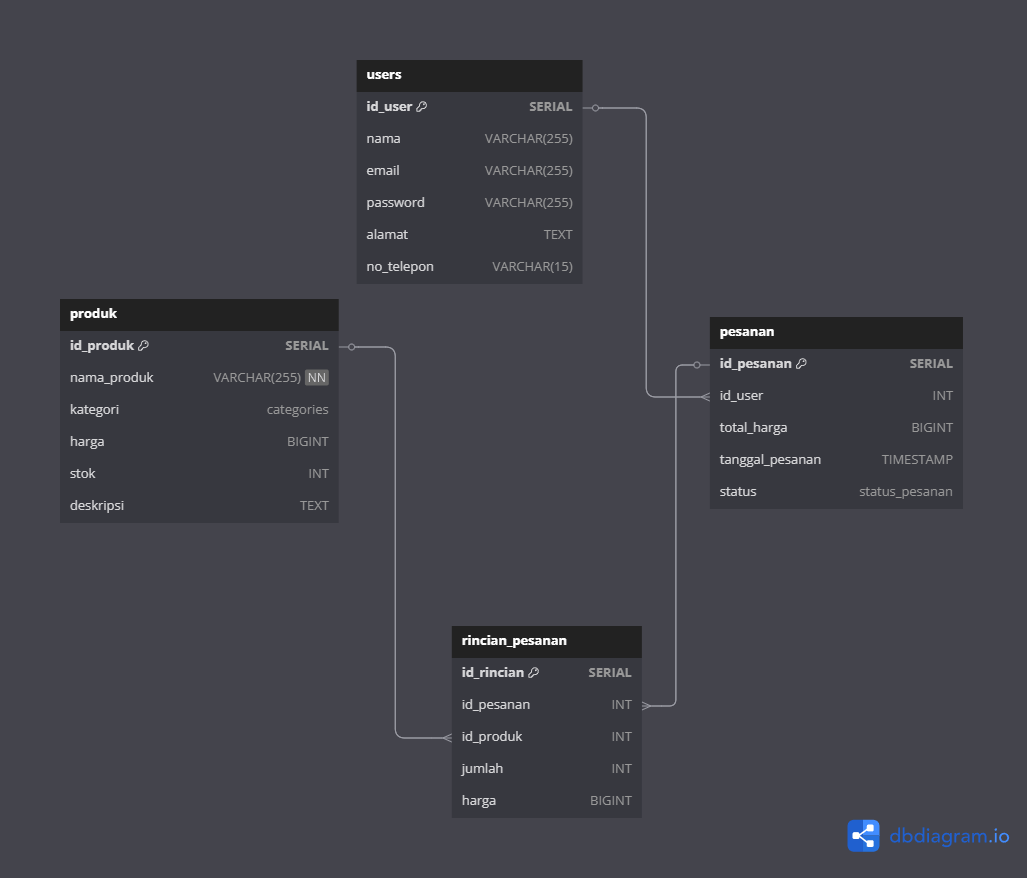 users
id_user SERIAL
nama VARCHAR(255)
email VARCHAR(255)
password VARCHAR(255)
alamat TEXT
no_telepon VARCHAR(15)
produk
id_produk SERIAL
nama_produk VARCHAR(255) NN
kategori categories
harga BIGINT
stok INT
deskripsi TEXT
pesanan
id_pesanan SERIAL
id_user INT
total_harga BIGINT
tanggal_pesanan TIMESTAMP
status status_pesanan
rincian_pesanan
id_rincian SERIAL
id_pesanan INT
id_produk INT
jumlah INT
harga BIGINT
dbdiagram.io